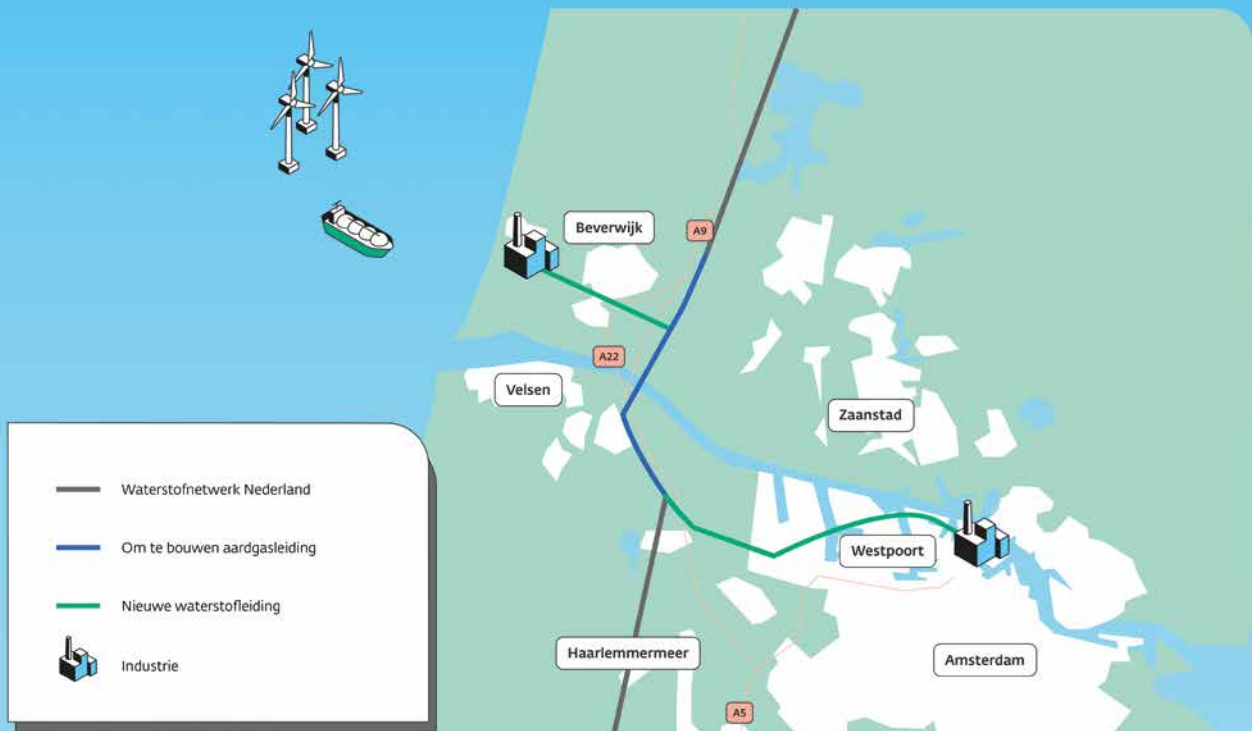 Beverwijk
A9
A22
Velsen
Zaanstad
Waterstofnetwerk Nederland
Om te bouwen aardgasleiding
Nieuwe waterstofleiding
Industrie
Westpoort
Haarlemmermeer
Amsterdam
A5